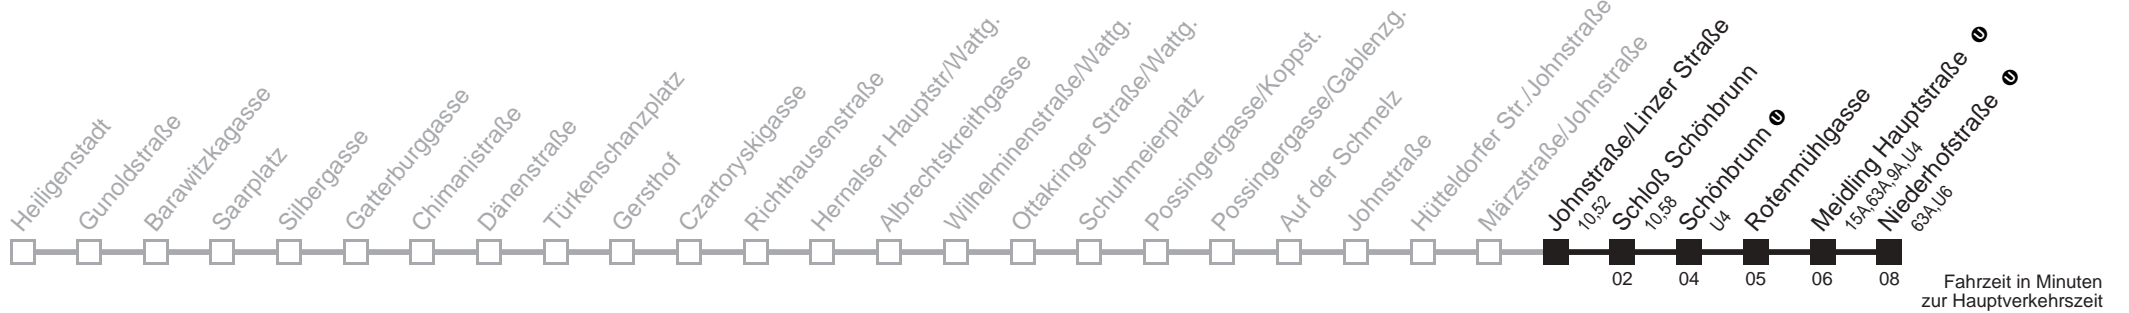 Heiligenstadt
Gunoldstraße
Barawitzkagasse
Saarplatz
Silbergasse
Gatterburggasse
Chimanistraße
Dänenstraße
Türkenschanzplatz
Gersthof
Czartoryskigasse
Richthausenstraße
Hernalser Hauptstr/Wattg.
Albrechtskreithgasse
Wilhelminenstraße/Wattg.
Ottakringer Straße/Wattg.
Schuhmeierplatz
Possingergasse/Koppst.
Possingergasse/Gablenzg.
Auf der Schmelz
Johnstraße
Hütteldorfer Str./Johnstraße
Märzstraße/Johnstraße
Johnstraße/Linzer Straße
10,52
Schloß Schönbrunn
10,58
Schönbrunn U
U4
Rotenmühlgasse
Meidling Hauptstraße U
15A,63A,9A,U4
Niederhofstraße U
63A,U6
02 04 05 06 08
Fahrzeit in Minuten
zur Hauptverkehrszeit